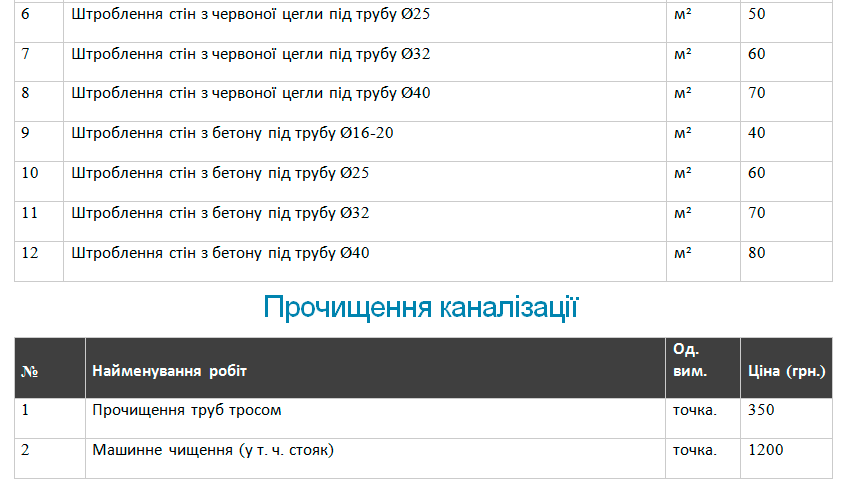 6 Штроблення стін з червоної цегли під трубу Ø25 м² 50
7 Штроблення стін з червоної цегли під трубу Ø32 м² 60
8 Штроблення стін з червоної цегли під трубу Ø40 м² 70
9 Штроблення стін з бетону під трубу Ø16-20 м² 40
10 Штроблення стін з бетону під трубу Ø25 м² 60
11 Штроблення стін з бетону під трубу Ø32 м² 70
12 Штроблення стін з бетону під трубу Ø40 м² 80
Прочищення каналізації
№ Найменування робіт Од. вим. Ціна (грн.)
1 Прочищення труб тросом точка. 350
2 Машинне чищення (у т. ч. стояк) точка. 1200